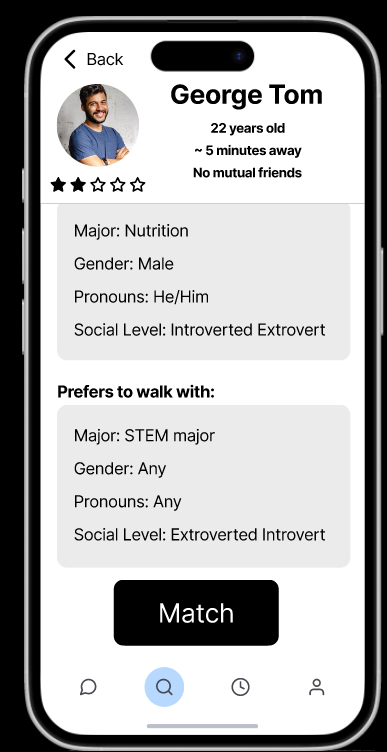 Back
George Tom
22 years old
~ 5 minutes away
No mutual friends
Major: Nutrition
Gender: Male
Pronouns: He/Him
Social Level: Introverted Extrovert
Prefers to walk with:
Major: STEM major
Gender: Any
Pronouns: Any
Social Level: Extroverted Introvert
Match